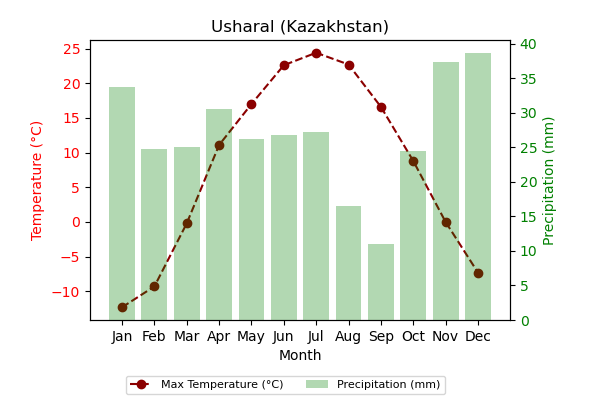 Usharal (Kazakhstan)
25
20
15
10
5
0
−5
−10
Temperature (°C)
40
35
30
25
20
15
10
5
0
Precipitation (mm)
Jan Feb Mar Apr May Jun Jul Aug Sep Oct Nov Dec
Month
Max Temperature (°C) Precipitation (mm)